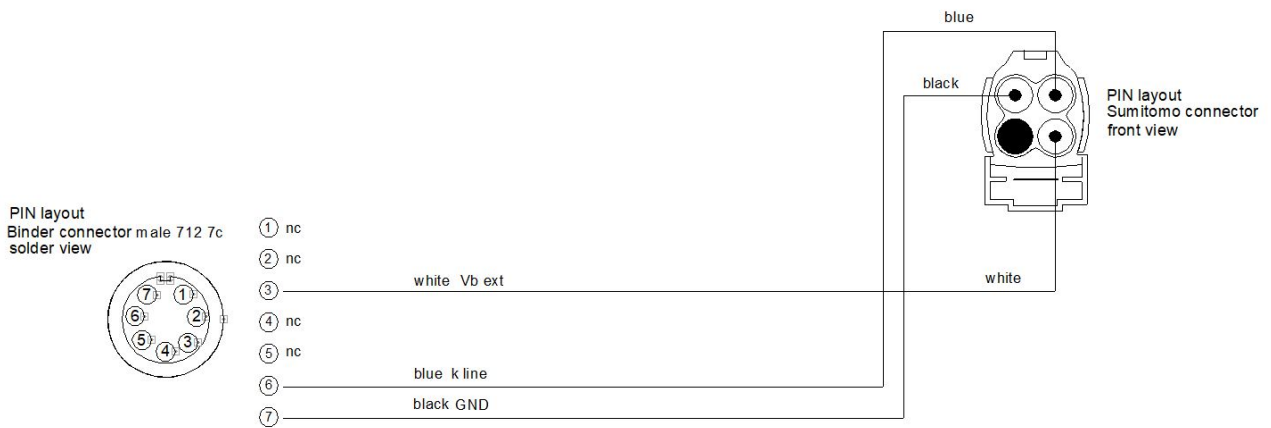 blue
black
PIN layout
Sumitomo connector
front view
PIN layout
Binder connector male 712 7c
solder view
1 nc
2 nc
white Vb ext
white
3
4 nc
5 nc
blue k line
6
black GND
7
7 1
6 2
5 3
4